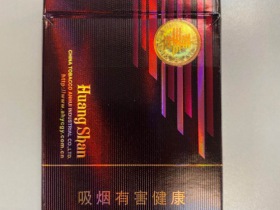 Huang Shan
CHINA TOBACCO ANHUI INDUSTRIAL CO.,LTD.
http://www.ahycgy.com.cn
吸烟有害健康